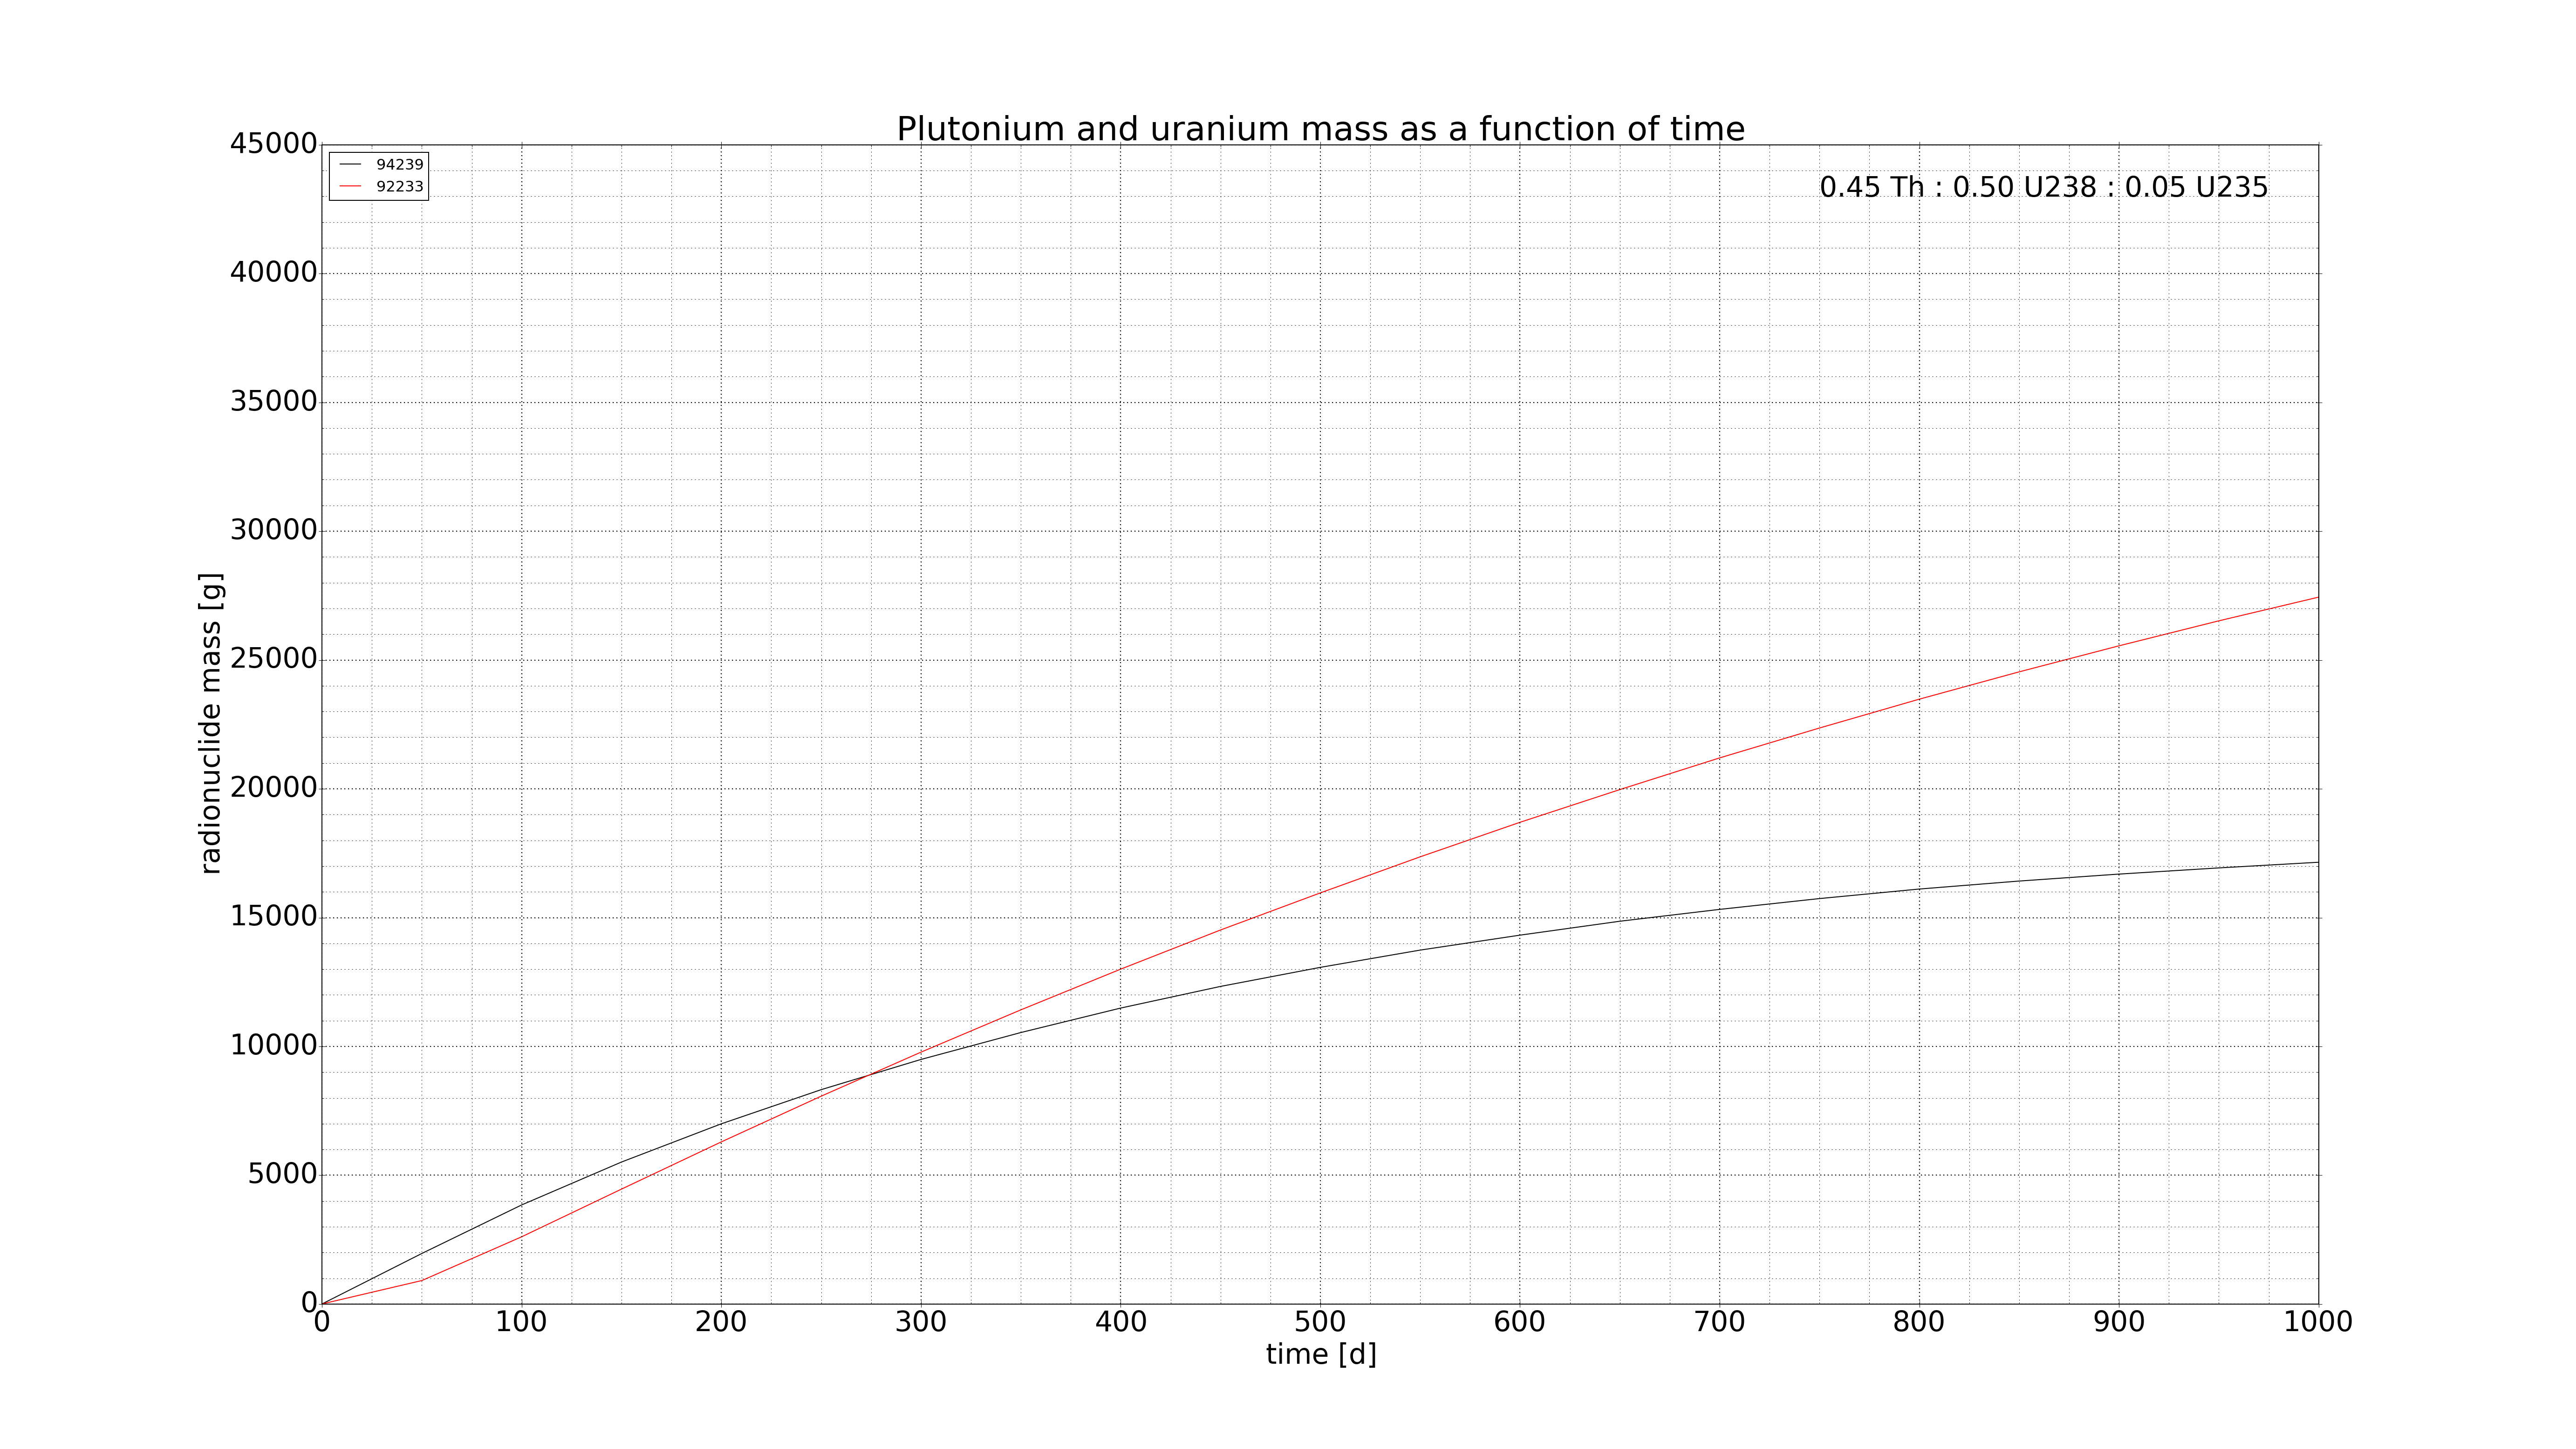 Plutonium and uranium mass as a function of time
45000
94239
92233
0.45 Th : 0.50 U238 : 0.05 U235
40000
35000
30000
25000
20000
15000
10000
5000
0
radionuclide mass [g]
0 100 200 300 400 500 600 700 800 900 1000
time [d]